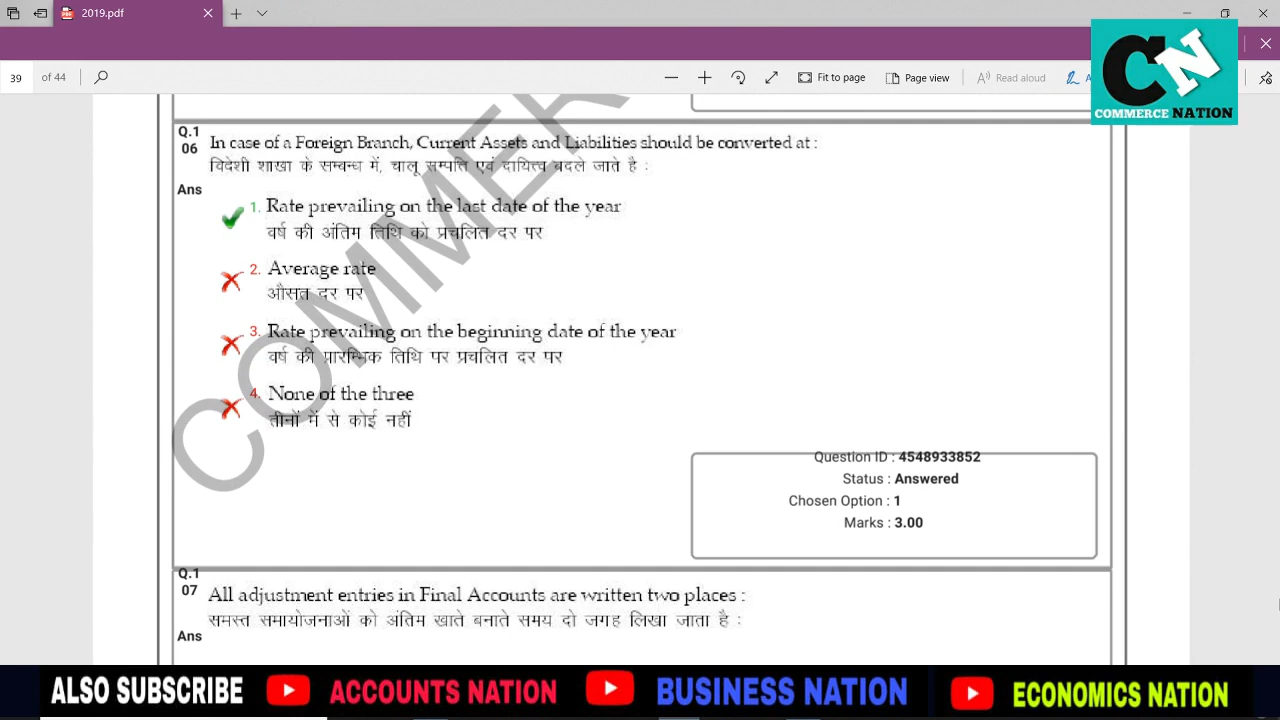 2019.pdf
39 of 44
Fit to page
Page view
Read aloud
CN
COMMERCE NATION
COMMER
Q.1
06 In case of a Foreign Branch, Current Assets and Liabilities should be converted at :
विदेशी शाखा के सम्बन्ध में, चालू सम्पत्ति एवं दायित्त्व बदले जाते है :
Ans
1. Rate prevailing on the last date of the year
वर्ष की अंतिम तिथि को प्रचलित दर पर
2. Average rate
औसत दर पर
3. Rate prevailing on the beginning date of the year
वर्ष की प्रारम्भिक तिथि पर प्रचलित दर पर
4. None of the three
तीनों में से कोई नहीं
Question ID : 4548933852
Status : Answered
Chosen Option : 1
Marks : 3.00
Q.1
07 All adjustment entries in Final Accounts are written two places :
समस्त समायोजनाओं को अंतिम खाते बनाते समय दो जगह लिखा जाता है :
Ans
ALSO SUBSCRIBE ACCOUNTS NATION BUSINESS NATION ECONOMICS NATION